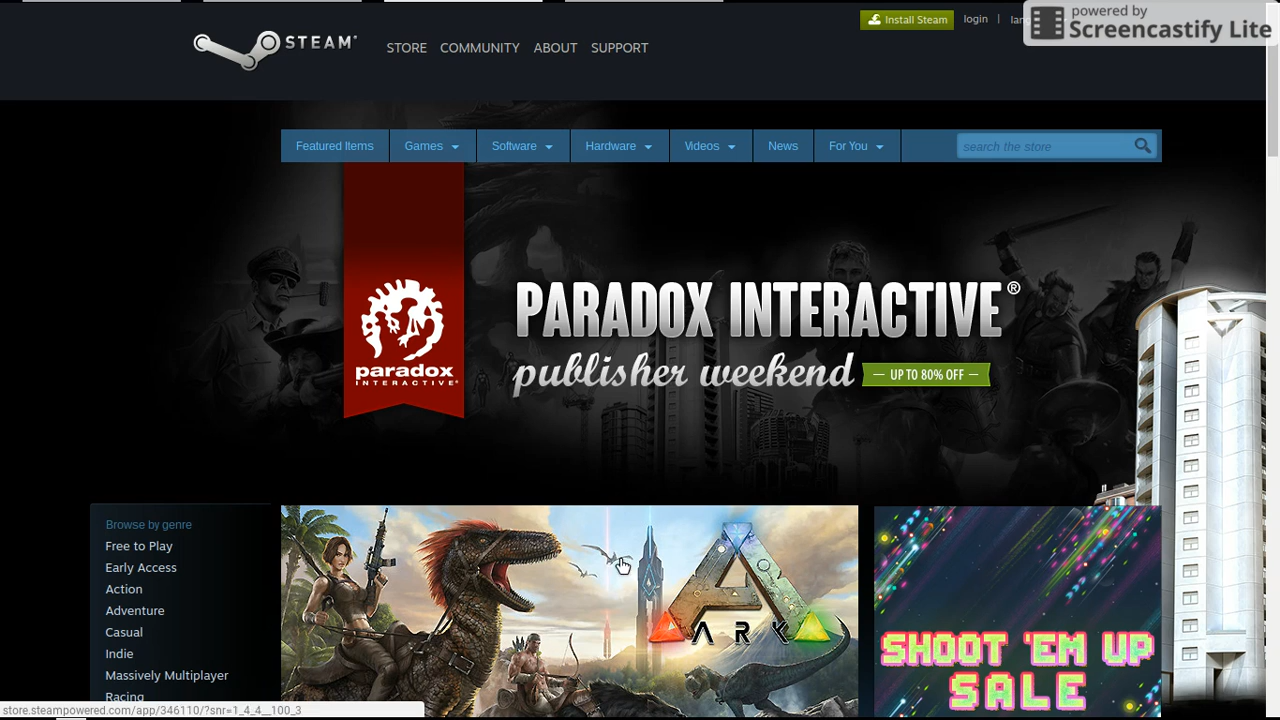 powered by
Screencastify Lite
Install Steam login | lan
STEAM
STORE COMMUNITY ABOUT SUPPORT
Featured Items Games Software Hardware Videos News For You search the store
PARADOX INTERACTIVE®
publisher weekend — UP TO 80% OFF —
paradox
INTERACTIVE®
Browse by genre
Free to Play
Early Access
Action
Adventure
Casual
Indie
Massively Multiplayer
Racing
ARK
SHOOT 'EM UP
SALE
store.steampowered.com/app/346110/?snr=1_4_4__100_3